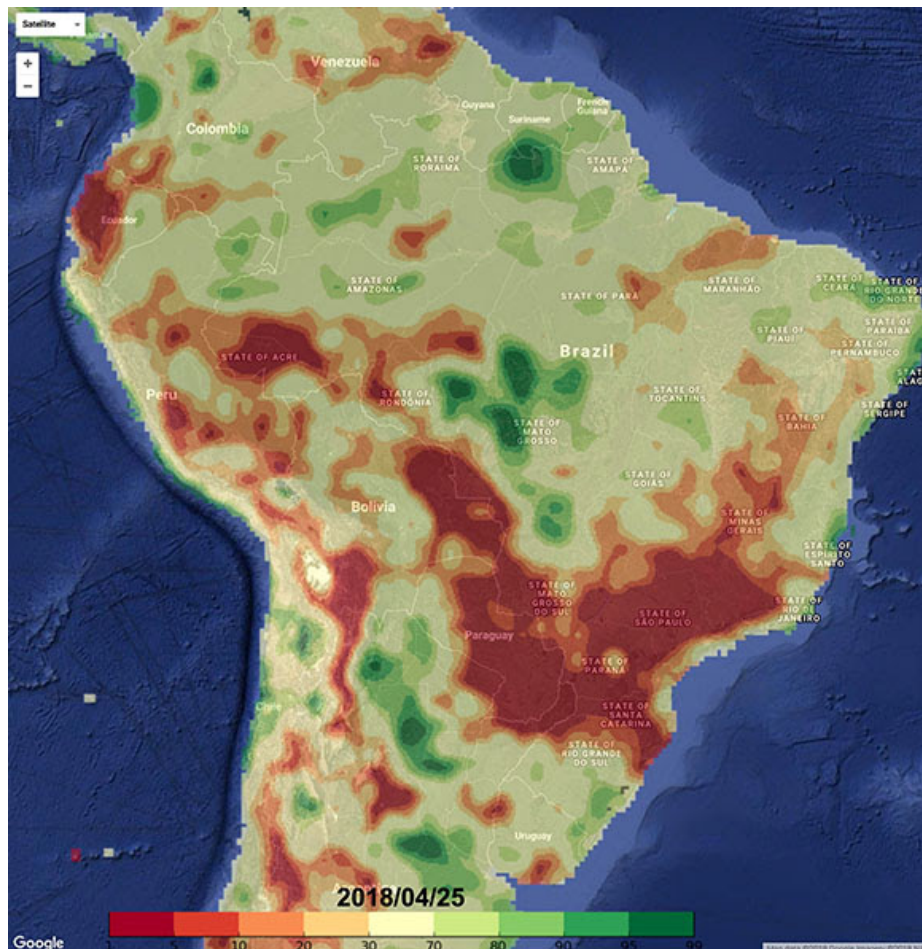 Satellite
+
−
Venezuela
Guyana
French
Guiana
Suriname
Colombia
STATE OF
RORAIMA
STATE OF
AMAPÁ
Ecuador
STATE OF
AMAZONAS
STATE OF PARÁ
STATE OF
MARANHÃO
STATE OF
CEARÁ
STATE OF
RIO GRANDE
DO NORTE
STATE OF
PARAÍBA
STATE OF
PIAUÍ
STATE OF
PERNAMBUCO
Brazil
STATE OF ACRE
STATE OF
ALAG
Peru
STATE OF
RONDÔNIA
STATE OF
TOCANTINS
STATE OF
SERGIPE
STATE OF
BAHIA
STATE OF
MATO
GROSSO
STATE OF
GOIÁS
Bolivia
STATE OF
MINAS
GERAIS
STATE OF
ESPÍRITO
SANTO
STATE OF
MATO
GROSSO
DO SUL
STATE OF
SÃO PAULO
STATE OF
RIO DE
JANEIRO
Paraguay
STATE OF
PARANÁ
Chile
STATE OF
SANTA
CATARINA
STATE OF
RIO GRANDE
DO SUL
Uruguay
2018/04/25
Google
1 5 10 20 30 70 80 90 95 99